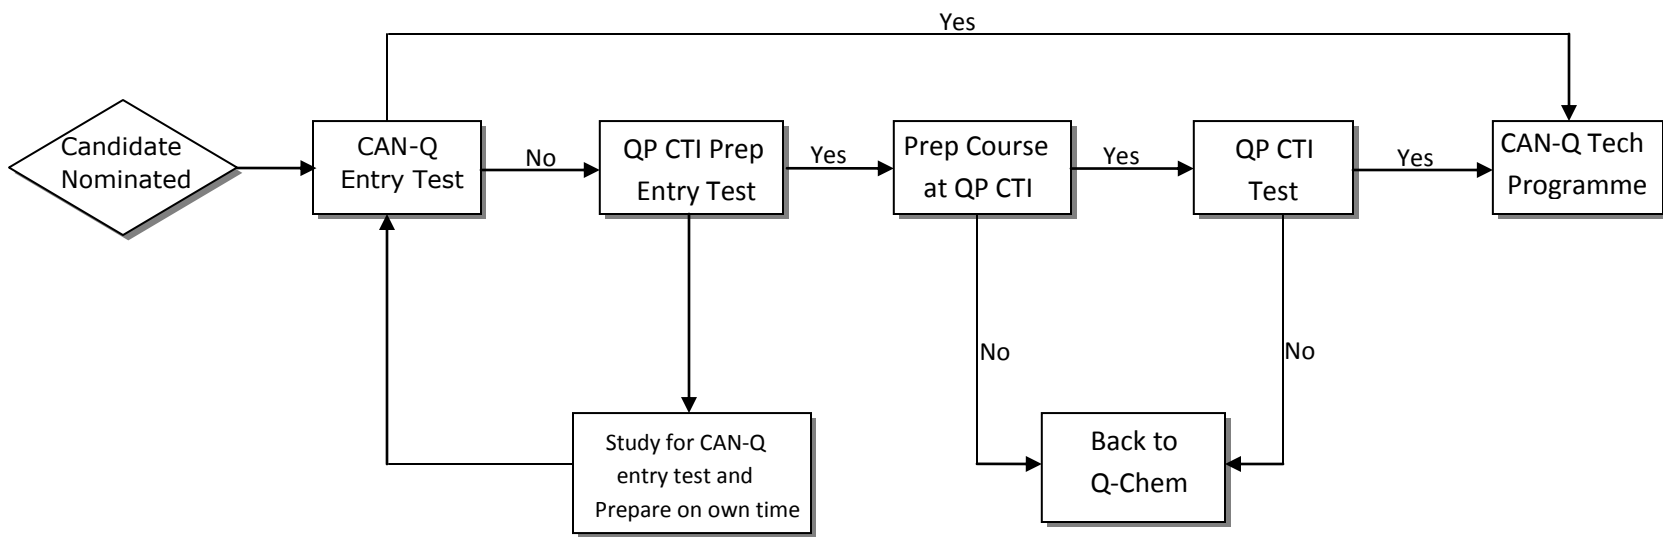 Yes
Candidate
Nominated
CAN-Q
Entry Test
No
QP CTI Prep
Entry Test
Yes
Prep Course
at QP CTI
Yes
QP CTI
Test
Yes
CAN-Q Tech
Programme
No
No
Study for CAN-Q
entry test and
Prepare on own time
Back to
Q-Chem